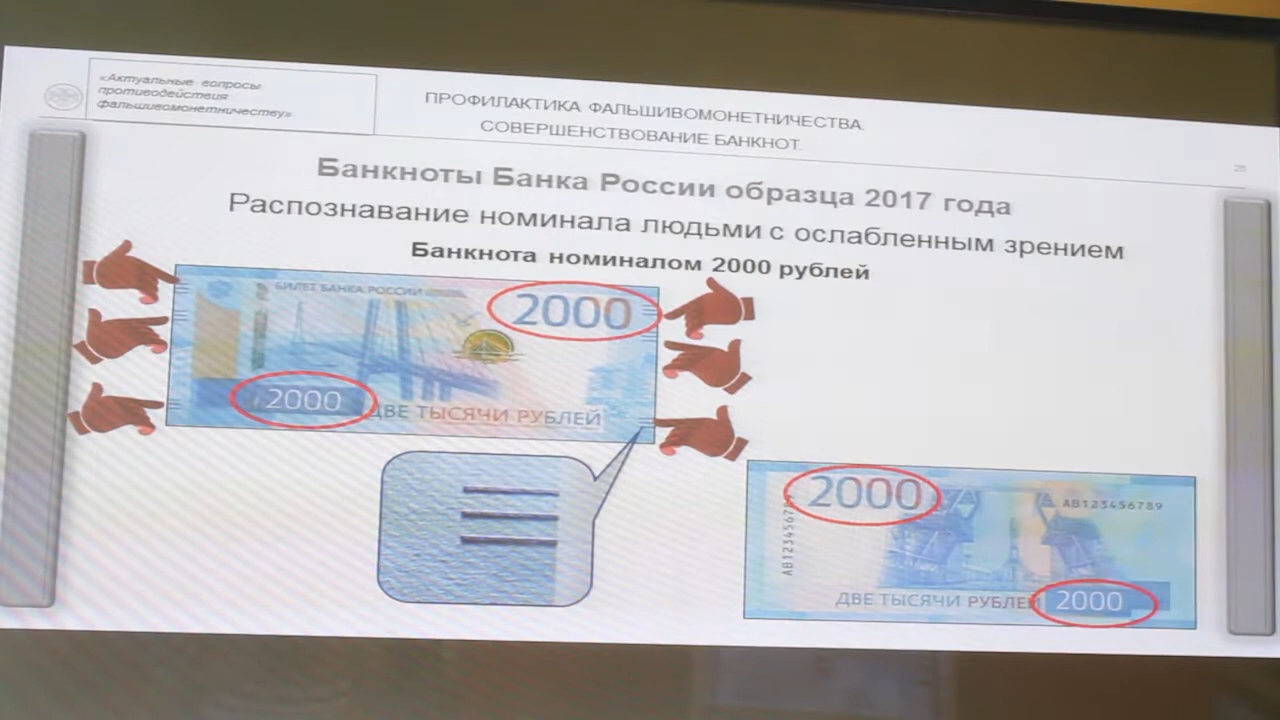 «Актуальные вопросы
противодействия
фальшивомонетничеству»
ПРОФИЛАКТИКА ФАЛЬШИВОМОНЕТНИЧЕСТВА.
СОВЕРШЕНСТВОВАНИЕ БАНКНОТ.
Банкноты Банка России образца 2017 года
Распознавание номинала людьми с ослабленным зрением
Банкнота номиналом 2000 рублей
БИЛЕТ БАНКА РОССИИ
2000
2000
ДВЕ ТЫСЯЧИ РУБЛЕЙ
2000
АВ123456789
АВ123456789
ДВЕ ТЫСЯЧИ РУБЛЕЙ
2000